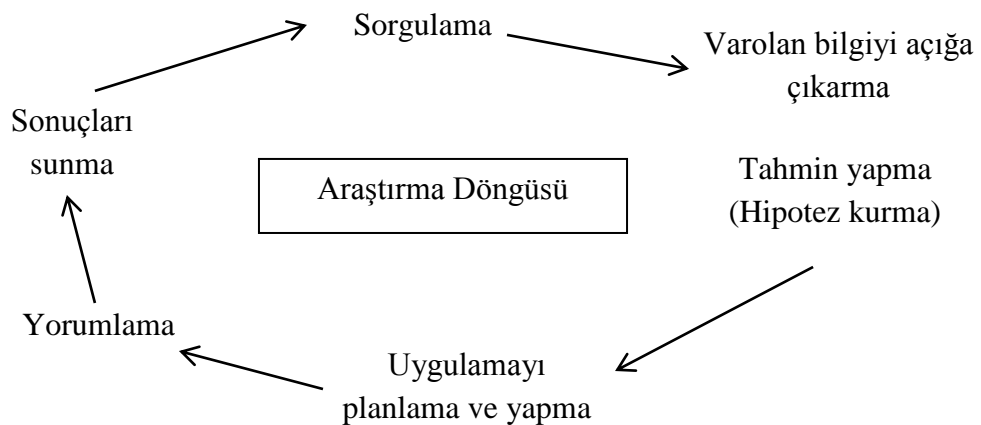 Sorgulama
Varolan bilgiyi açığa
çıkarma
Tahmin yapma
(Hipotez kurma)
Uygulamayı
planlama ve yapma
Yorumlama
Sonuçları
sunma
Araştırma Döngüsü